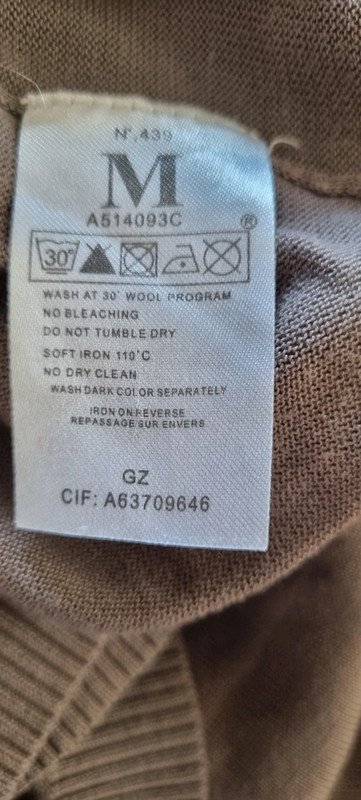 N°.439
M
A514093C
®
30°
WASH AT 30° WOOL PROGRAM
NO BLEACHING
DO NOT TUMBLE DRY
SOFT IRON 110°C
NO DRY CLEAN
WASH DARK COLOR SEPARATELY
IRON ON REVERSE
REPASSAGE SUR ENVERS
GZ
CIF: A63709646